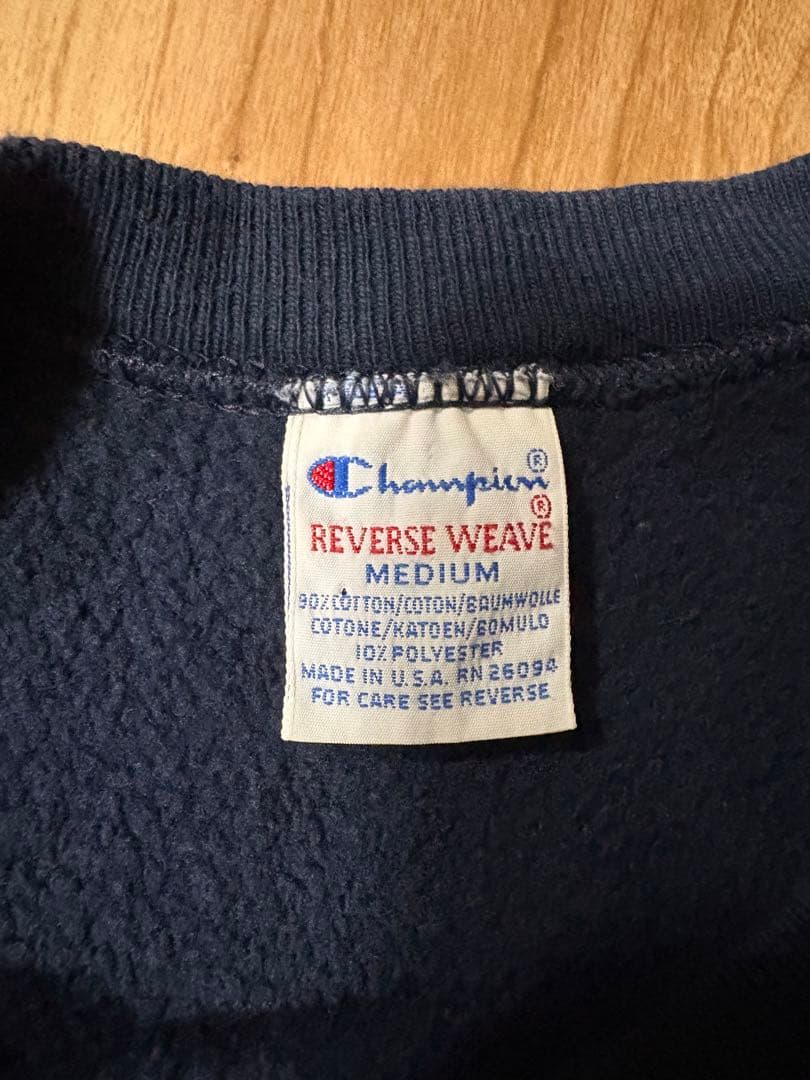 Champion®
REVERSE WEAVE®
MEDIUM
90% COTTON/COTON/BAUMWOLLE
COTONE/KATOEN/BOMULD
10% POLYESTER
MADE IN U.S.A. RN 26094
FOR CARE SEE REVERSE